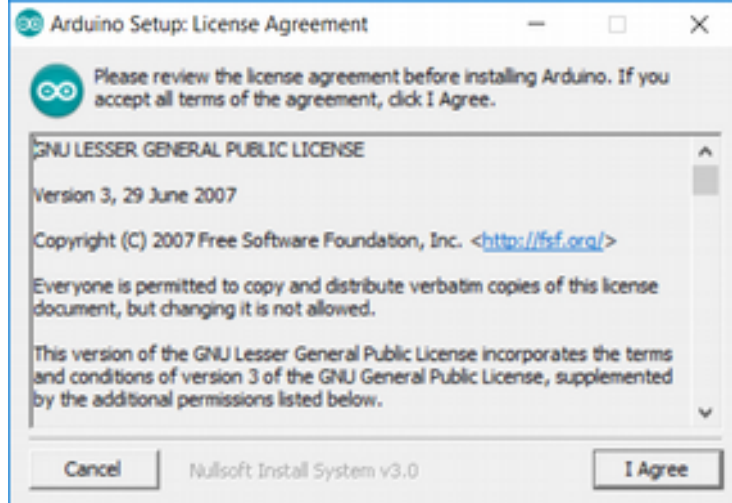 Arduino Setup: License Agreement
Please review the license agreement before installing Arduino. If you
accept all terms of the agreement, click I Agree.
GNU LESSER GENERAL PUBLIC LICENSE
Version 3, 29 June 2007
Copyright (C) 2007 Free Software Foundation, Inc. <http://fsf.org/>
Everyone is permitted to copy and distribute verbatim copies of this license
document, but changing it is not allowed.
This version of the GNU Lesser General Public License incorporates the terms
and conditions of version 3 of the GNU General Public License, supplemented
by the additional permissions listed below.
Cancel
Nullsoft Install System v3.0
I Agree